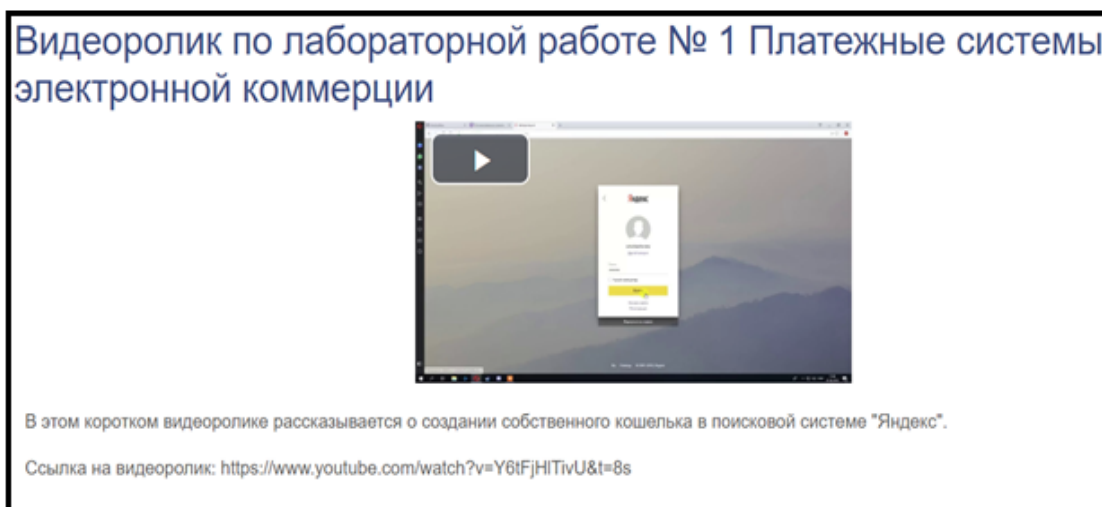 Видеоролик по лабораторной работе № 1 Платежные системы
электронной коммерции
Яндекс
В этом коротком видеоролике рассказывается о создании собственного кошелька в поисковой системе "Яндекс".
Ссылка на видеоролик: https://www.youtube.com/watch?v=Y6tFjHITivU&t=8s